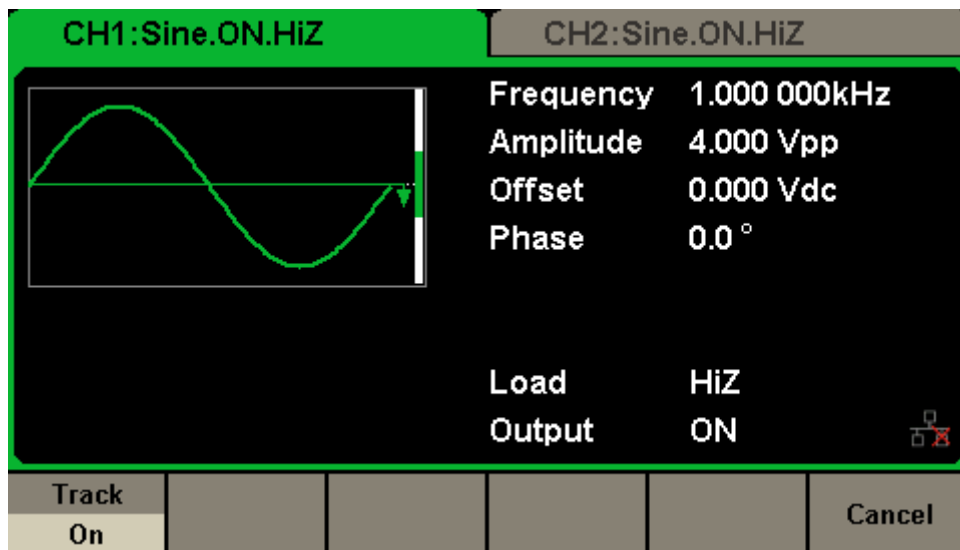 CH1:Sine.ON.HiZ CH2:Sine.ON.HiZ
Frequency 1.000 000kHz
Amplitude 4.000 Vpp
Offset 0.000 Vdc
Phase 0.0 °
Load HiZ
Output ON
Track
On
Cancel